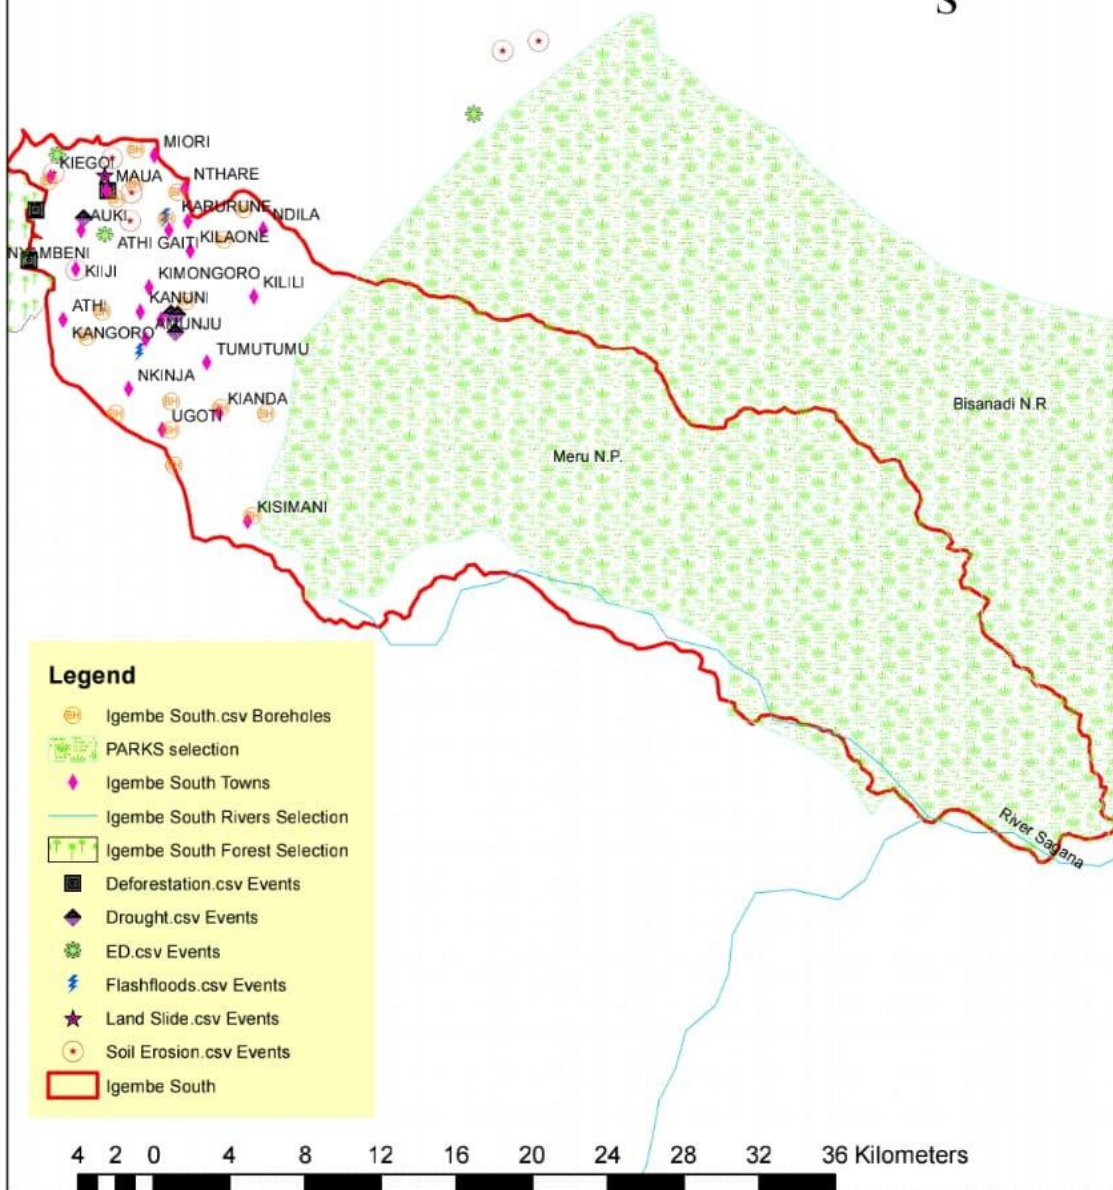 S
MIORI
KIEGOI
MAUA
NTHARE
AUKI
KARURUNE
NDILA
ATHI GAITI
KILAONE
NYAMBENI
KIIJI
KIMONGORO
KILILI
ATHI
KANUNI
KANGORO
AMUNJU
TUMUTUMU
NKINJA
KIANDA
UGOTI
KISIMANI
Bisanadi N.R
Meru N.P.
River Sagana
Legend
BH Igembe South.csv Boreholes
PARKS selection
Igembe South Towns
Igembe South Rivers Selection
Igembe South Forest Selection
Deforestation.csv Events
Drought.csv Events
ED.csv Events
Flashfloods.csv Events
Land Slide.csv Events
Soil Erosion.csv Events
Igembe South
4 2 0 4 8 12 16 20 24 28 32 36 Kilometers